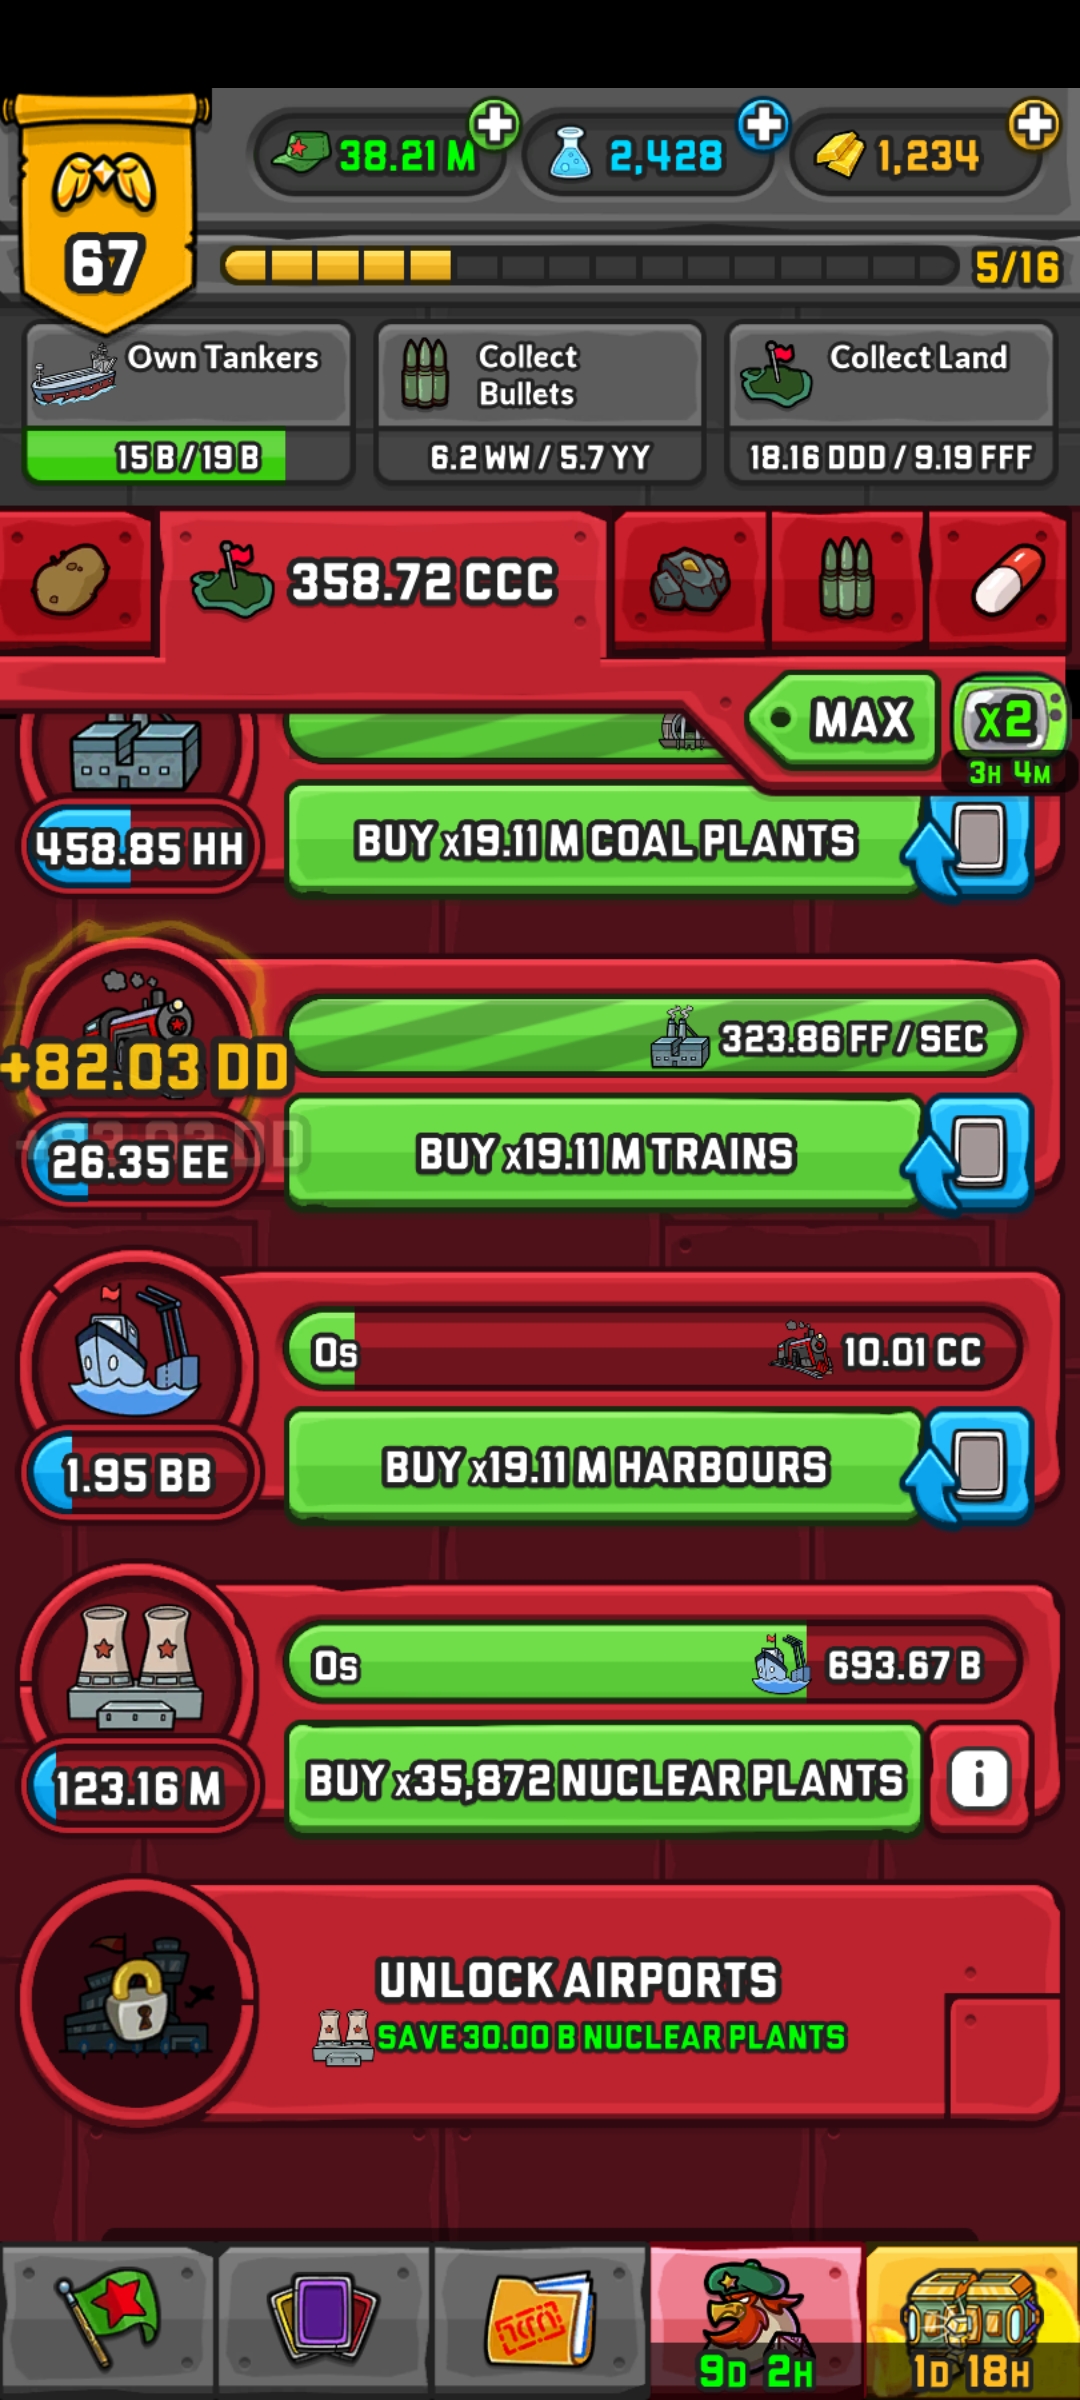 38.21 M
2,428
1,234
67
5/16
Own Tankers
Collect
Bullets
Collect Land
15 B / 19 B
6.2 WW / 5.7 YY
18.16 DDD / 9.19 FFF
358.72 CCC
MAX
x2
3H 4M
458.85 HH
BUY x19.11 M COAL PLANTS
323.86 FF / SEC
+82.03 DD
26.35 EE
BUY x19.11 M TRAINS
0s
10.01 CC
1.95 BB
BUY x19.11 M HARBOURS
0s
693.67 B
123.16 M
BUY x35,872 NUCLEAR PLANTS
i
UNLOCK AIRPORTS
SAVE 30.00 B NUCLEAR PLANTS
9D 2H
1D 18H